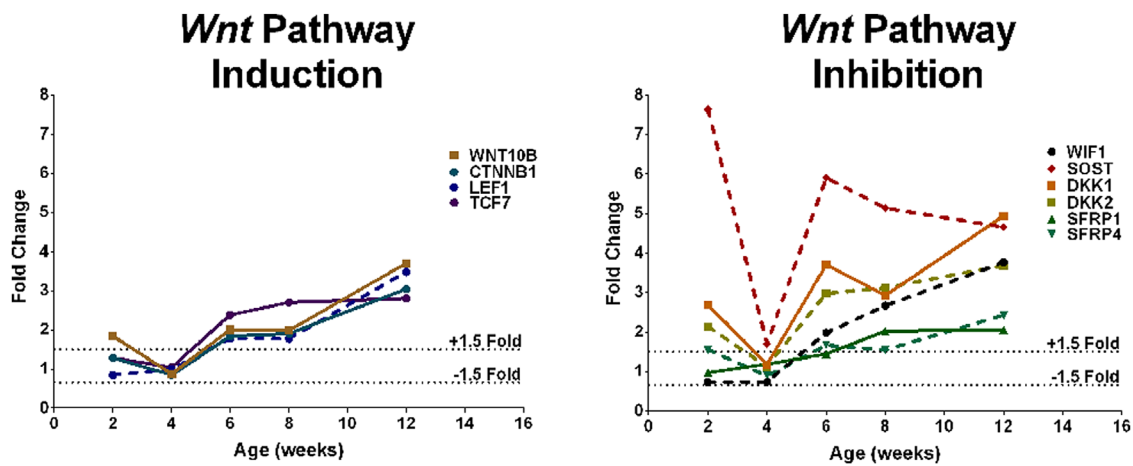 Wnt Pathway
Induction
8
7
6
5
4
3
2
1
0
Fold Change
WNT10B
CTNNB1
LEF1
TCF7
+1.5 Fold
-1.5 Fold
0 2 4 6 8 10 12 14 16
Age (weeks)
Wnt Pathway
Inhibition
8
7
6
5
4
3
2
1
0
Fold Change
WIF1
SOST
DKK1
DKK2
SFRP1
SFRP4
+1.5 Fold
-1.5 Fold
0 2 4 6 8 10 12 14 16
Age (weeks)